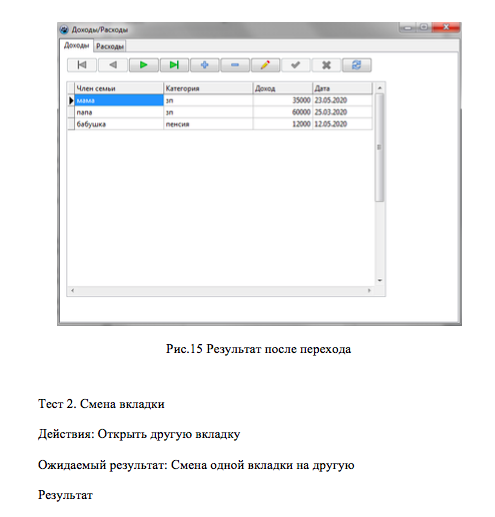 Доходы/Расходы
Доходы Расходы
Член семьи Категория Доход Дата
мама зп 35000 23.05.2020
папа зп 60000 25.03.2020
бабушка пенсия 12000 12.05.2020
Рис.15 Результат после перехода
Тест 2. Смена вкладки
Действия: Открыть другую вкладку
Ожидаемый результат: Смена одной вкладки на другую
Результат